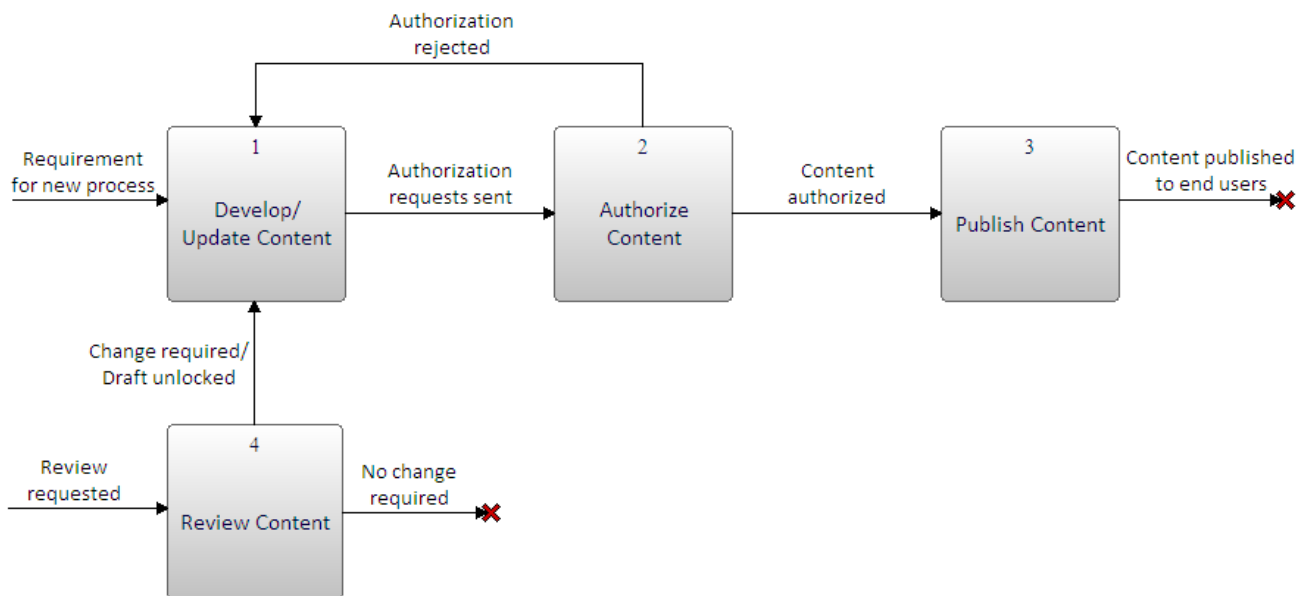 Authorization
rejected
1
Develop/
Update Content
Requirement
for new process
Authorization
requests sent
2
Authorize
Content
Content
authorized
3
Publish Content
Content published
to end users
Change required/
Draft unlocked
4
Review Content
Review
requested
No change
required